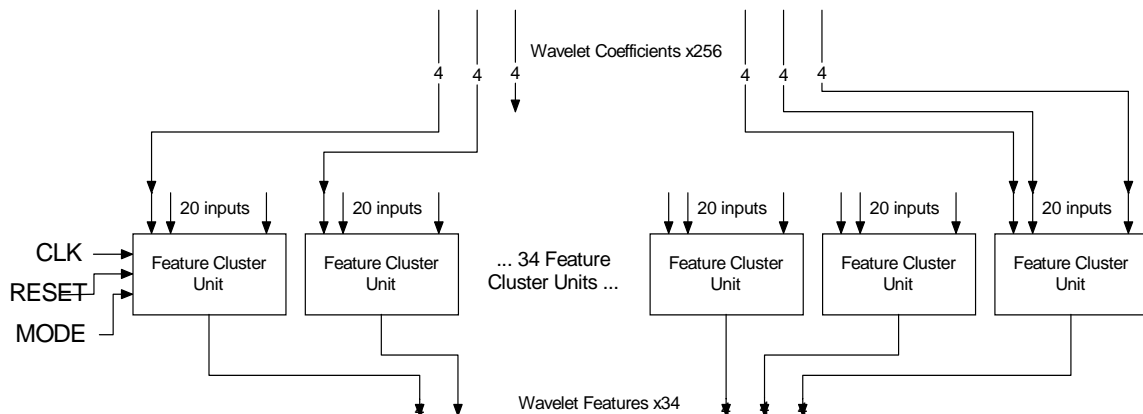 Wavelet Coefficients x256
4
4
4
4
4
4
20 inputs
20 inputs
20 inputs
20 inputs
20 inputs
CLK
RESET
MODE
Feature Cluster
Unit
Feature Cluster
Unit
... 34 Feature
Cluster Units ...
Feature Cluster
Unit
Feature Cluster
Unit
Feature Cluster
Unit
Wavelet Features x34